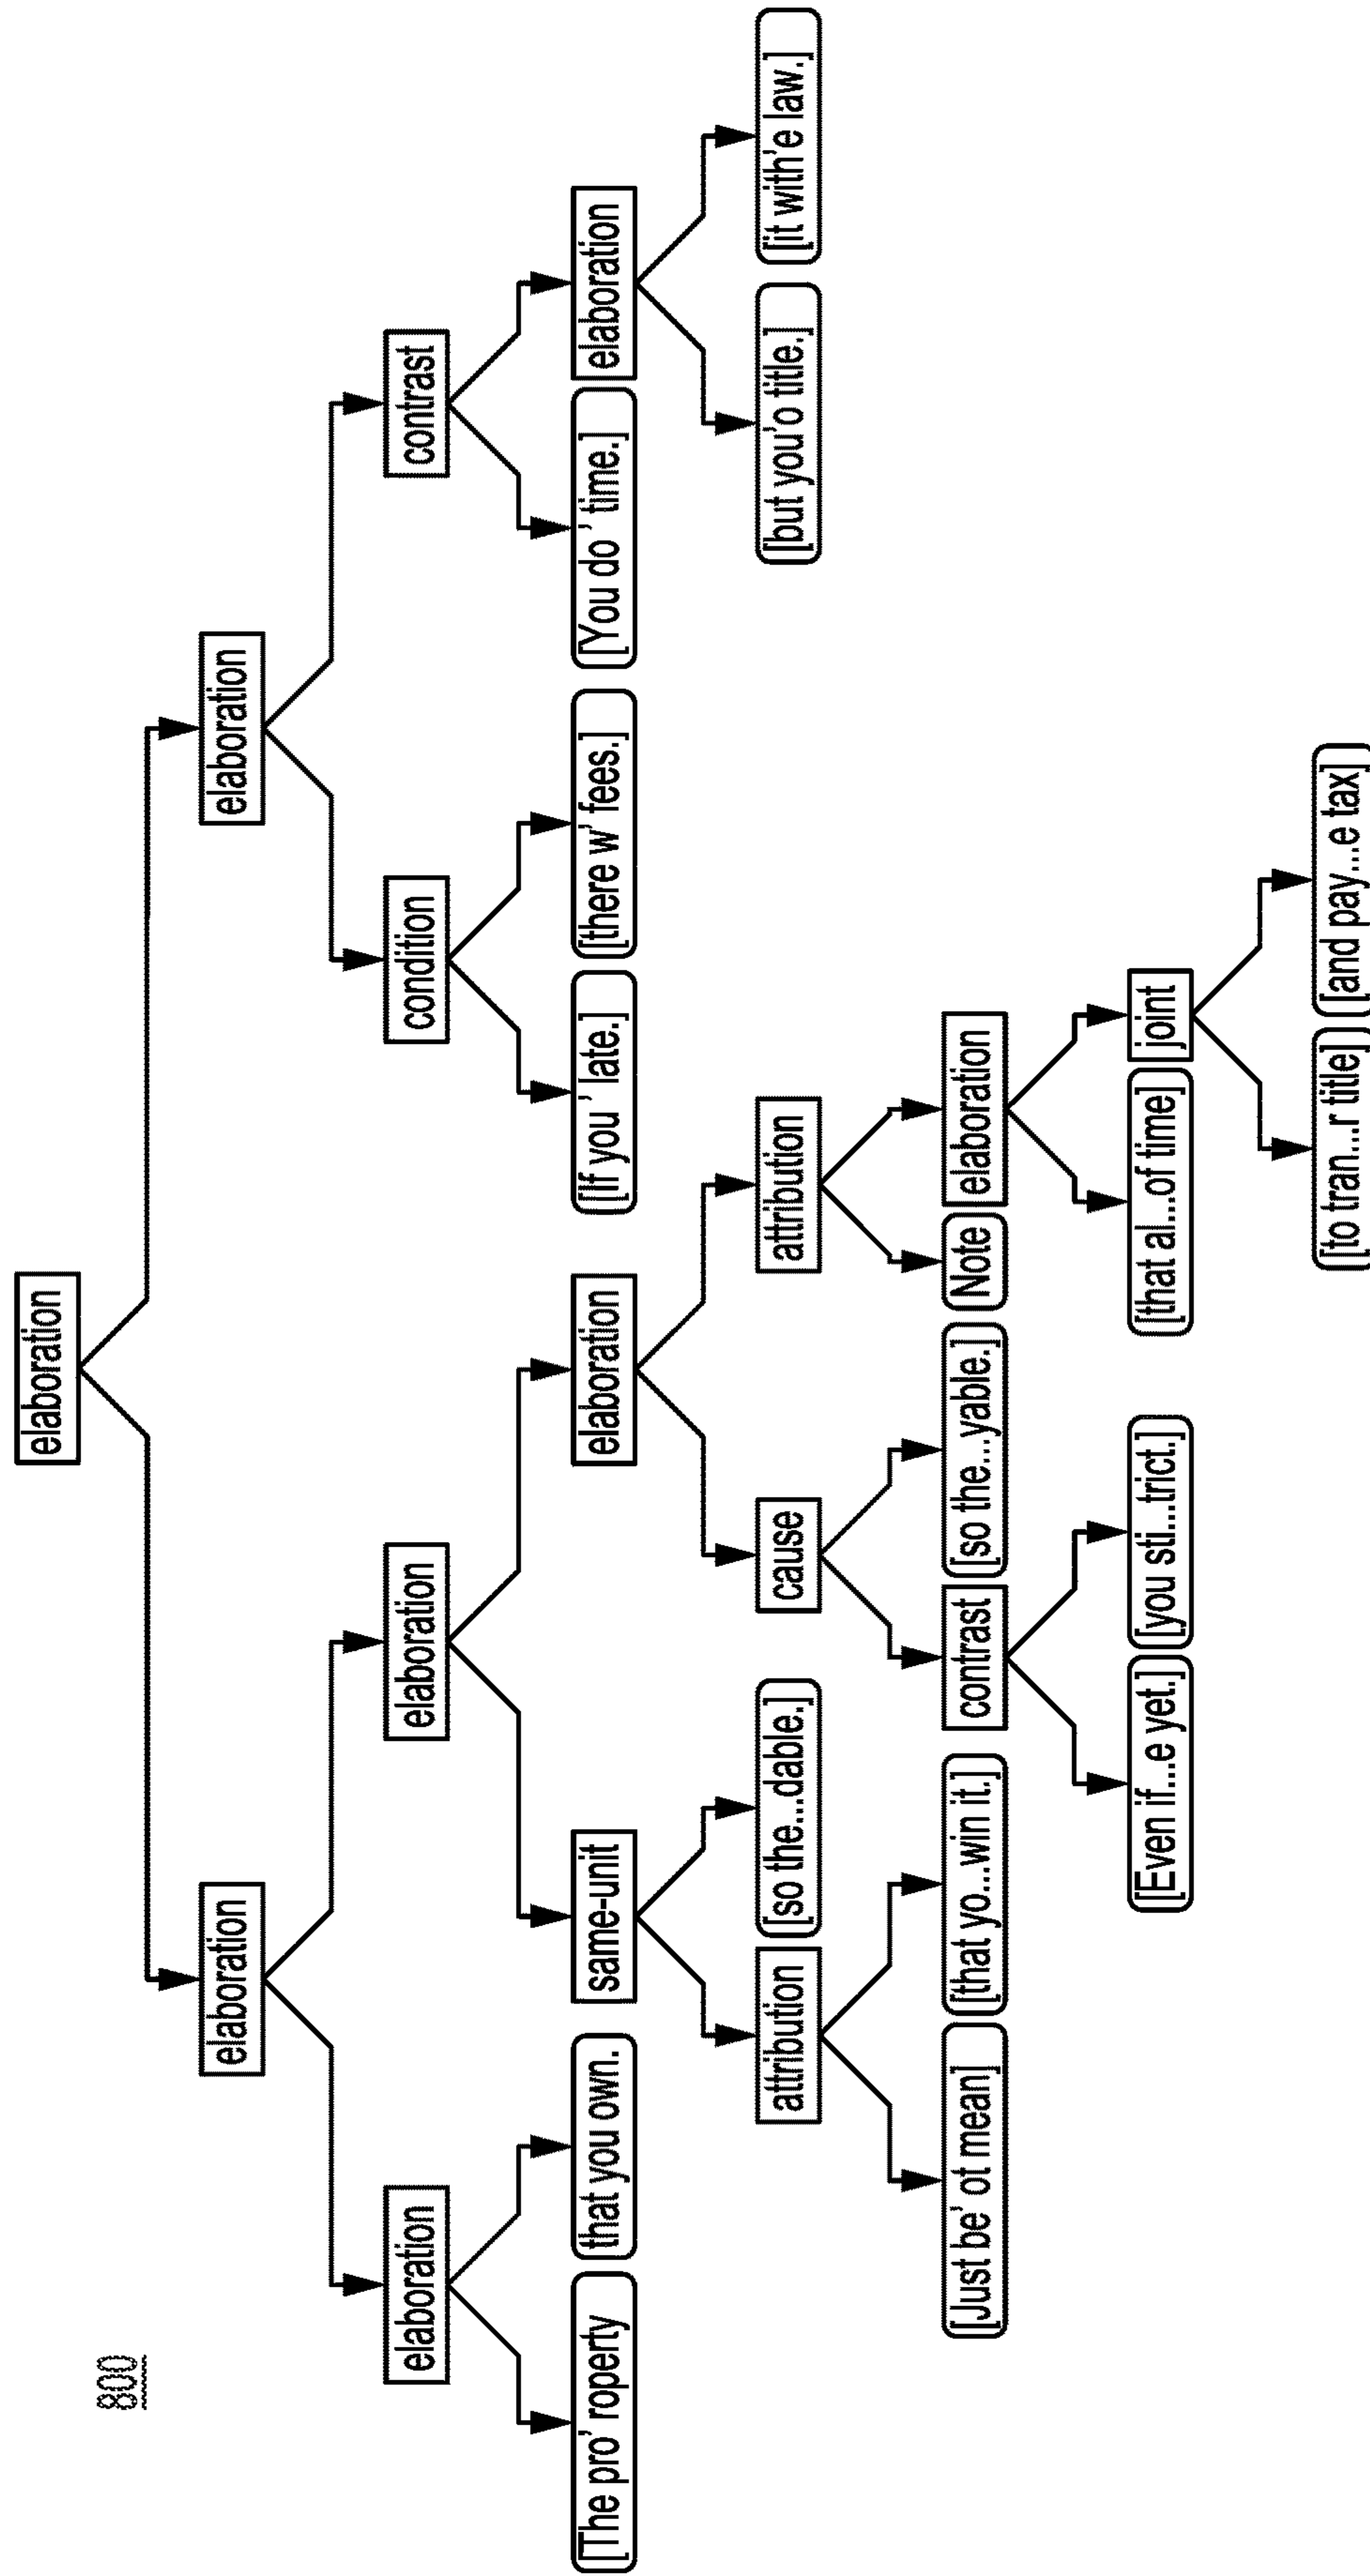 800
elaboration
elaboration
elaboration
elaboration
elaboration
condition
contrast
[The pro' roperty
that you own.
same-unit
elaboration
[If you ' late.]
[there w' fees.]
[You do ' time.]
elaboration
attribution
[so the...dable.]
cause
attribution
[but you'o title.]
[it with'e law.]
[Just be' ot mean]
[that yo...win it.]
contrast
[so the...yable.]
Note
elaboration
[Even if...e yet.]
[you sti...trict.]
[that al...of time]
joint
[to tran...r title]
[and pay...e tax]